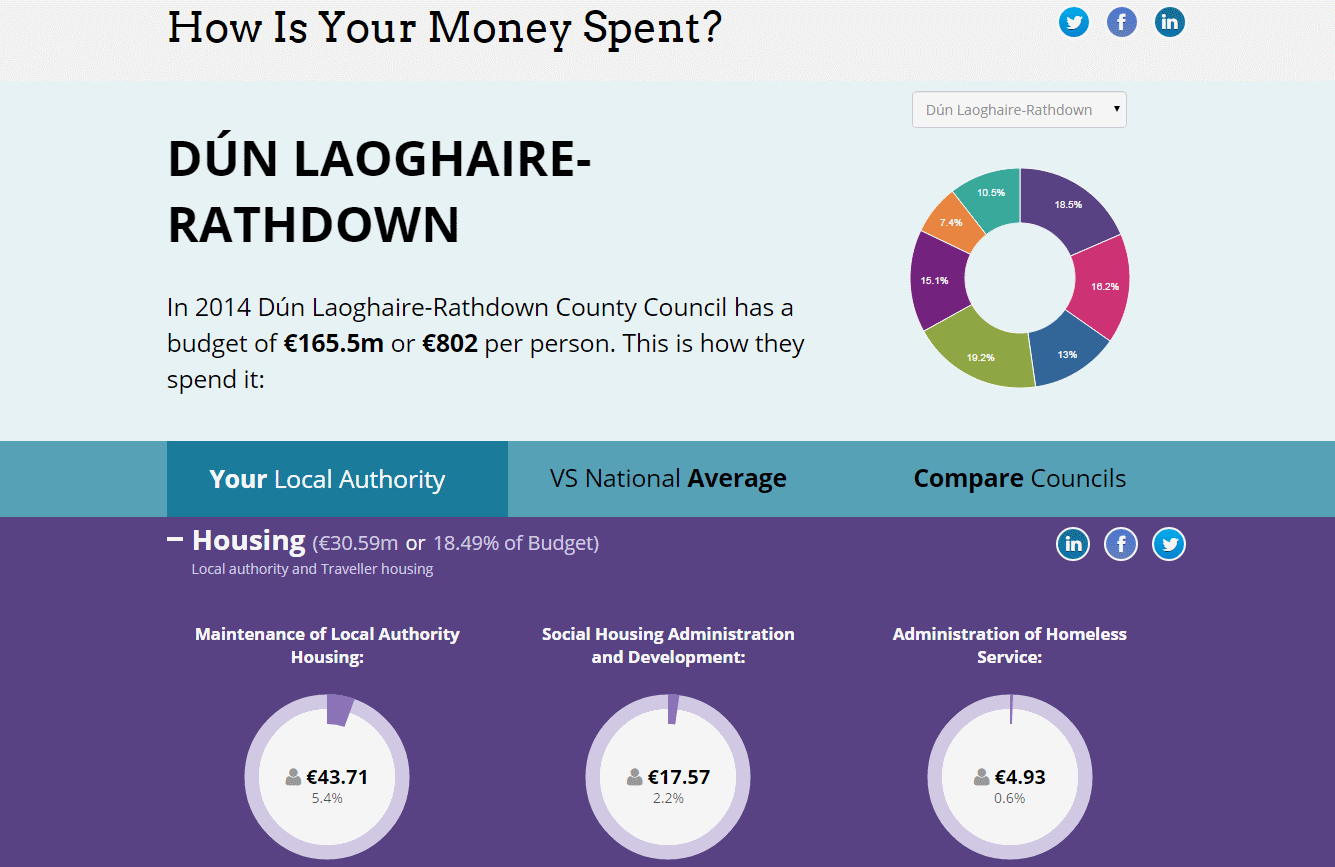 How Is Your Money Spent?
in
Dún Laoghaire-Rathdown
DÚN LAOGHAIRE-
RATHDOWN
In 2014 Dún Laoghaire-Rathdown County Council has a
budget of €165.5m or €802 per person. This is how they
spend it:
10.5%
18.5%
7.4%
15.1%
16.2%
19.2%
13%
Your Local Authority
VS National Average
Compare Councils
Housing (€30.59m or 18.49% of Budget)
Local authority and Traveller housing
in
Maintenance of Local Authority
Housing:
€43.71
5.4%
Social Housing Administration
and Development:
€17.57
2.2%
Administration of Homeless
Service:
€4.93
0.6%